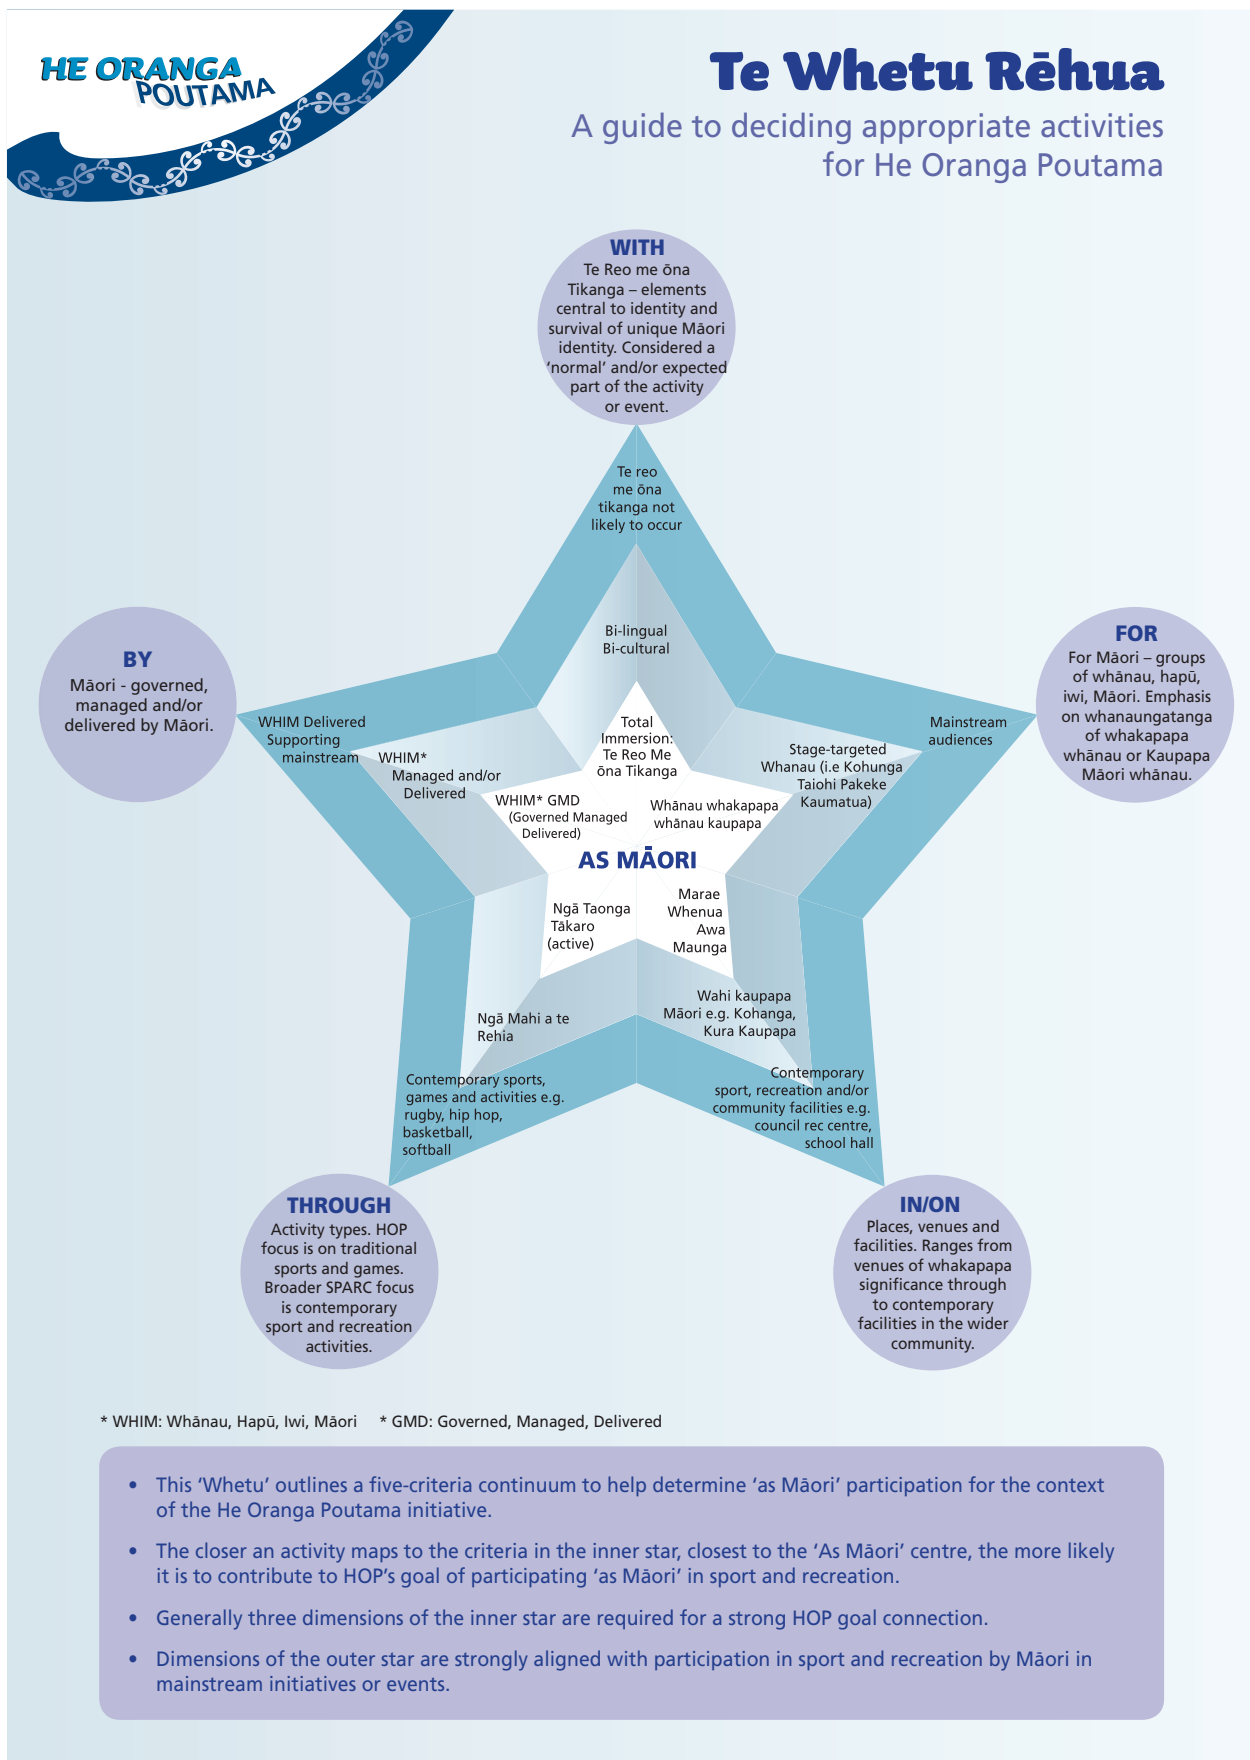 HE ORANGA
POUTAMA
Te Whetu Rēhua
A guide to deciding appropriate activities
for He Oranga Poutama
WITH
Te Reo me ōna
Tikanga – elements
central to identity and
survival of unique Māori
identity. Considered a
‘normal’ and/or expected
part of the activity
or event.
Te reo
me ōna
tikanga not
likely to occur
Bi-lingual
Bi-cultural
Total
Immersion:
Te Reo Me
ōna Tikanga
BY
Māori - governed,
managed and/or
delivered by Māori.
WHIM Delivered
Supporting
mainstream
WHIM*
Managed and/or
Delivered
WHIM* GMD
(Governed Managed
Delivered)
FOR
For Māori – groups
of whānau, hapū,
iwi, Māori. Emphasis
on whanaungatanga
of whakapapa
whānau or Kaupapa
Māori whānau.
Mainstream
audiences
Stage-targeted
Whanau (i.e Kohunga
Taiohi Pakeke
Kaumatua)
Whānau whakapapa
whānau kaupapa
AS MĀORI
Ngā Taonga
Tākaro
(active)
Ngā Mahi a te
Rehia
Contemporary sports,
games and activities e.g.
rugby, hip hop,
basketball,
softball
THROUGH
Activity types. HOP
focus is on traditional
sports and games.
Broader SPARC focus
is contemporary
sport and recreation
activities.
Marae
Whenua
Awa
Maunga
Wahi kaupapa
Māori e.g. Kohanga,
Kura Kaupapa
Contemporary
sport, recreation and/or
community facilities e.g.
council rec centre,
school hall
IN/ON
Places, venues and
facilities. Ranges from
venues of whakapapa
significance through
to contemporary
facilities in the wider
community.
* WHIM: Whānau, Hapū, Iwi, Māori * GMD: Governed, Managed, Delivered
• This ‘Whetu’ outlines a five-criteria continuum to help determine ‘as Māori’ participation for the context
of the He Oranga Poutama initiative.
• The closer an activity maps to the criteria in the inner star, closest to the ‘As Māori’ centre, the more likely
it is to contribute to HOP’s goal of participating ‘as Māori’ in sport and recreation.
• Generally three dimensions of the inner star are required for a strong HOP goal connection.
• Dimensions of the outer star are strongly aligned with participation in sport and recreation by Māori in
mainstream initiatives or events.